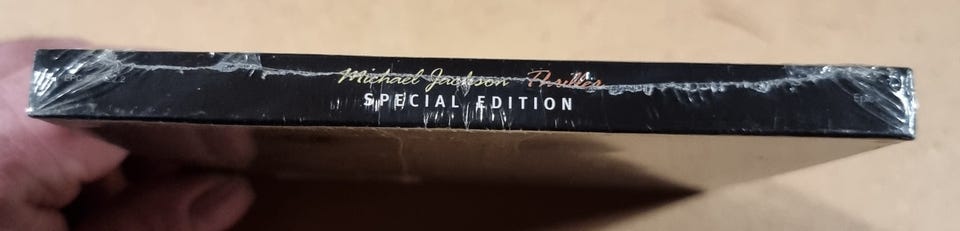 Michael Jackson Thriller
SPECIAL EDITION